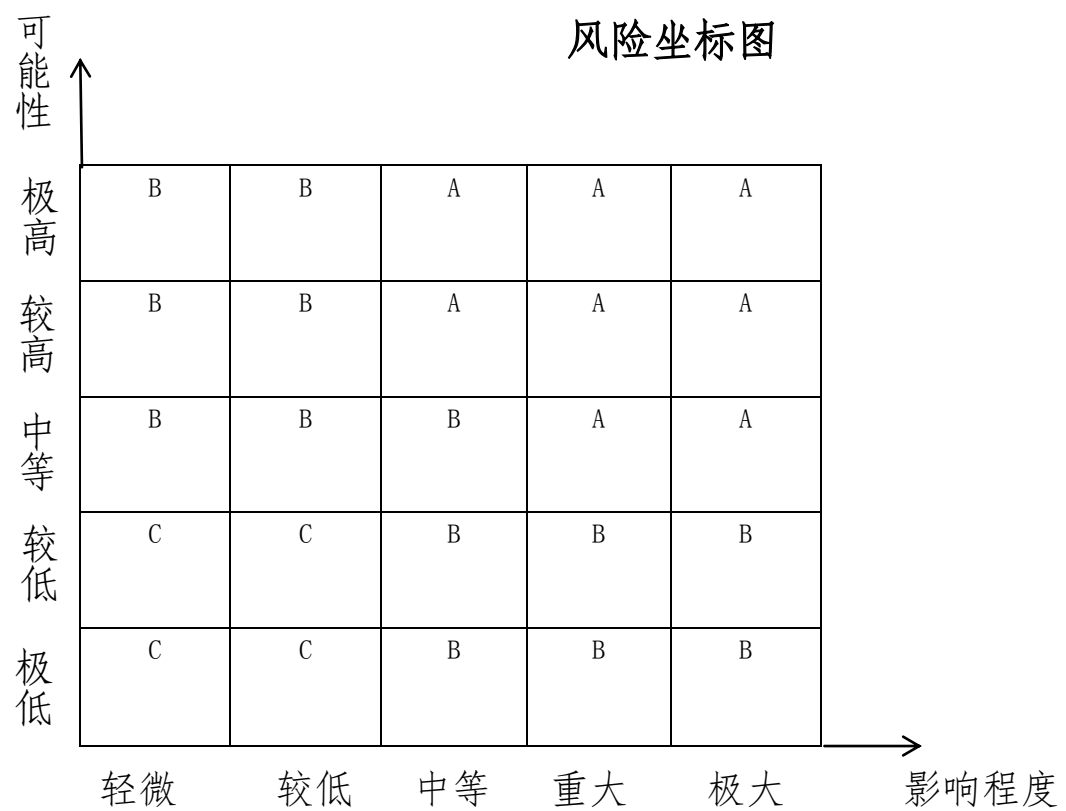 风险坐标图
可能性
极高 B B A A A
较高 B B A A A
中等 B B B A A
较低 C C B B B
极低 C C B B B
轻微 较低 中等 重大 极大 影响程度